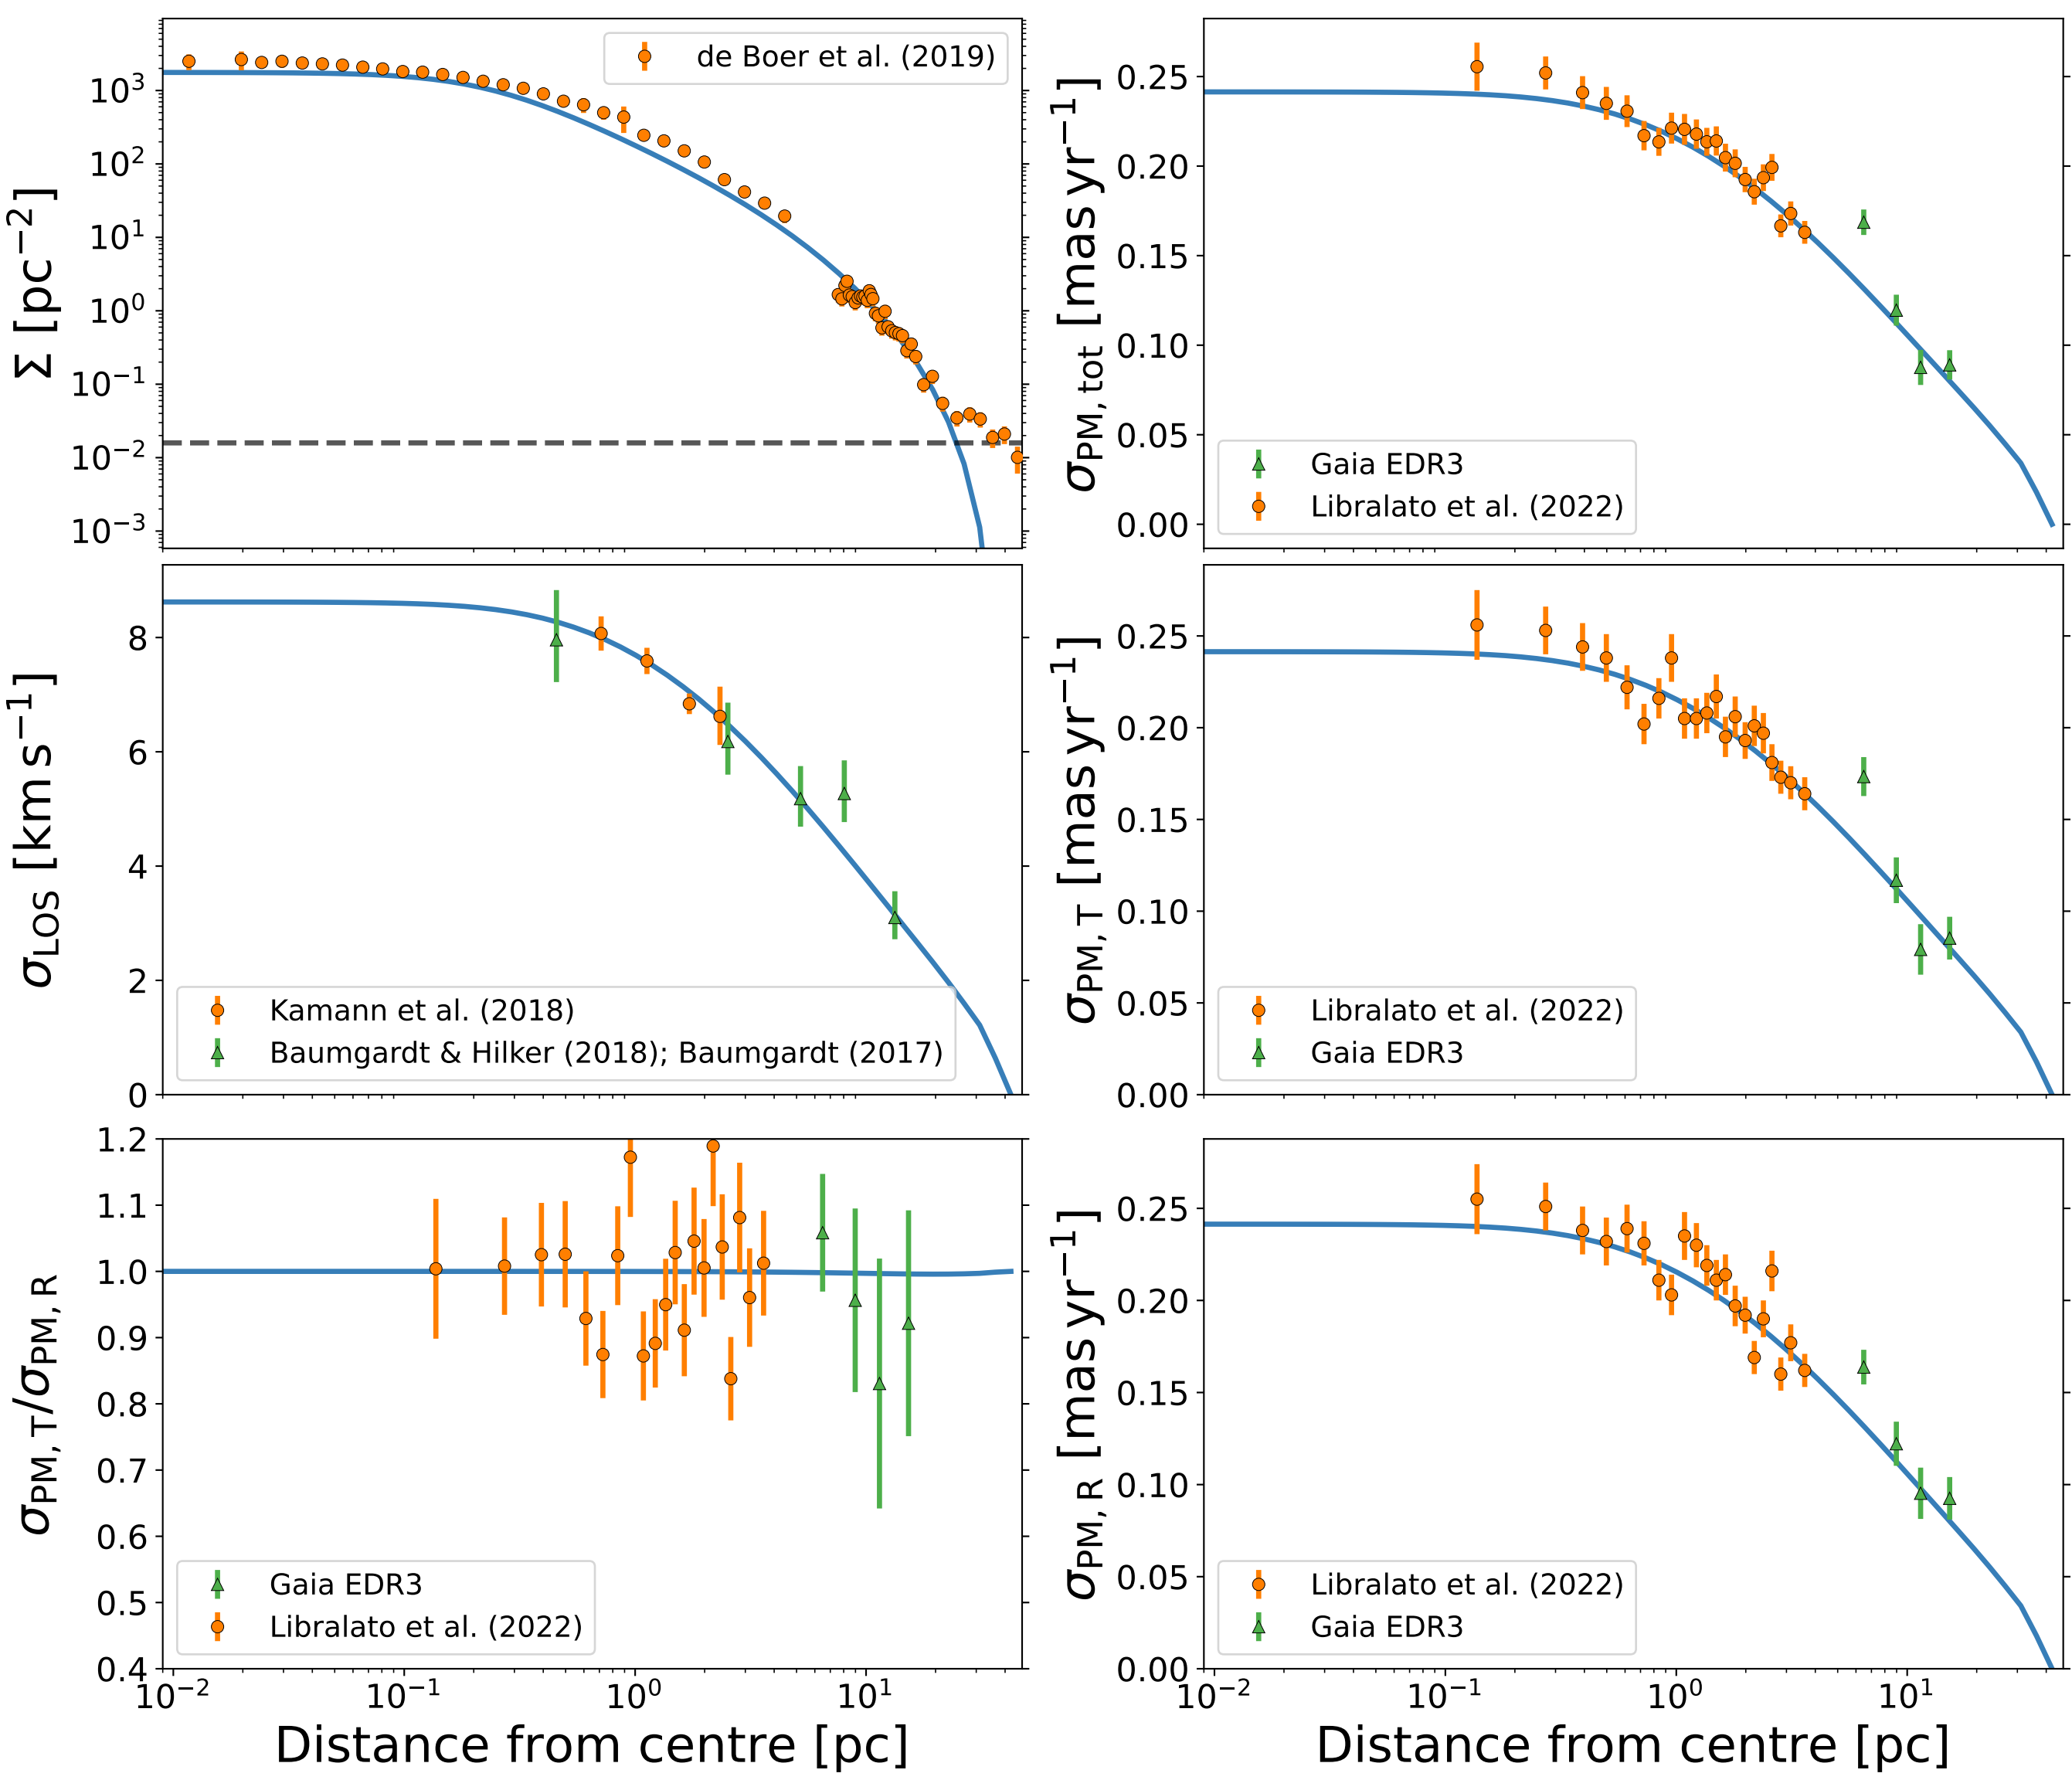 Σ [pc⁻²]
10³
10²
10¹
10⁰
10⁻¹
10⁻²
10⁻³
de Boer et al. (2019)
σPM, tot [mas yr⁻¹]
0.25
0.20
0.15
0.10
0.05
0.00
Gaia EDR3
Libralato et al. (2022)
σLOS [km s⁻¹]
8
6
4
2
0
Kamann et al. (2018)
Baumgardt & Hilker (2018); Baumgardt (2017)
σPM, T [mas yr⁻¹]
0.25
0.20
0.15
0.10
0.05
0.00
Libralato et al. (2022)
Gaia EDR3
σPM, T/σPM, R
1.2
1.1
1.0
0.9
0.8
0.7
0.6
0.5
0.4
Gaia EDR3
Libralato et al. (2022)
10⁻² 10⁻¹ 10⁰ 10¹
Distance from centre [pc]
σPM, R [mas yr⁻¹]
0.25
0.20
0.15
0.10
0.05
0.00
Libralato et al. (2022)
Gaia EDR3
10⁻² 10⁻¹ 10⁰ 10¹
Distance from centre [pc]